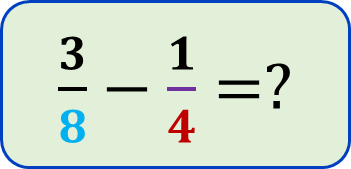 3/8 − 1/4 =?